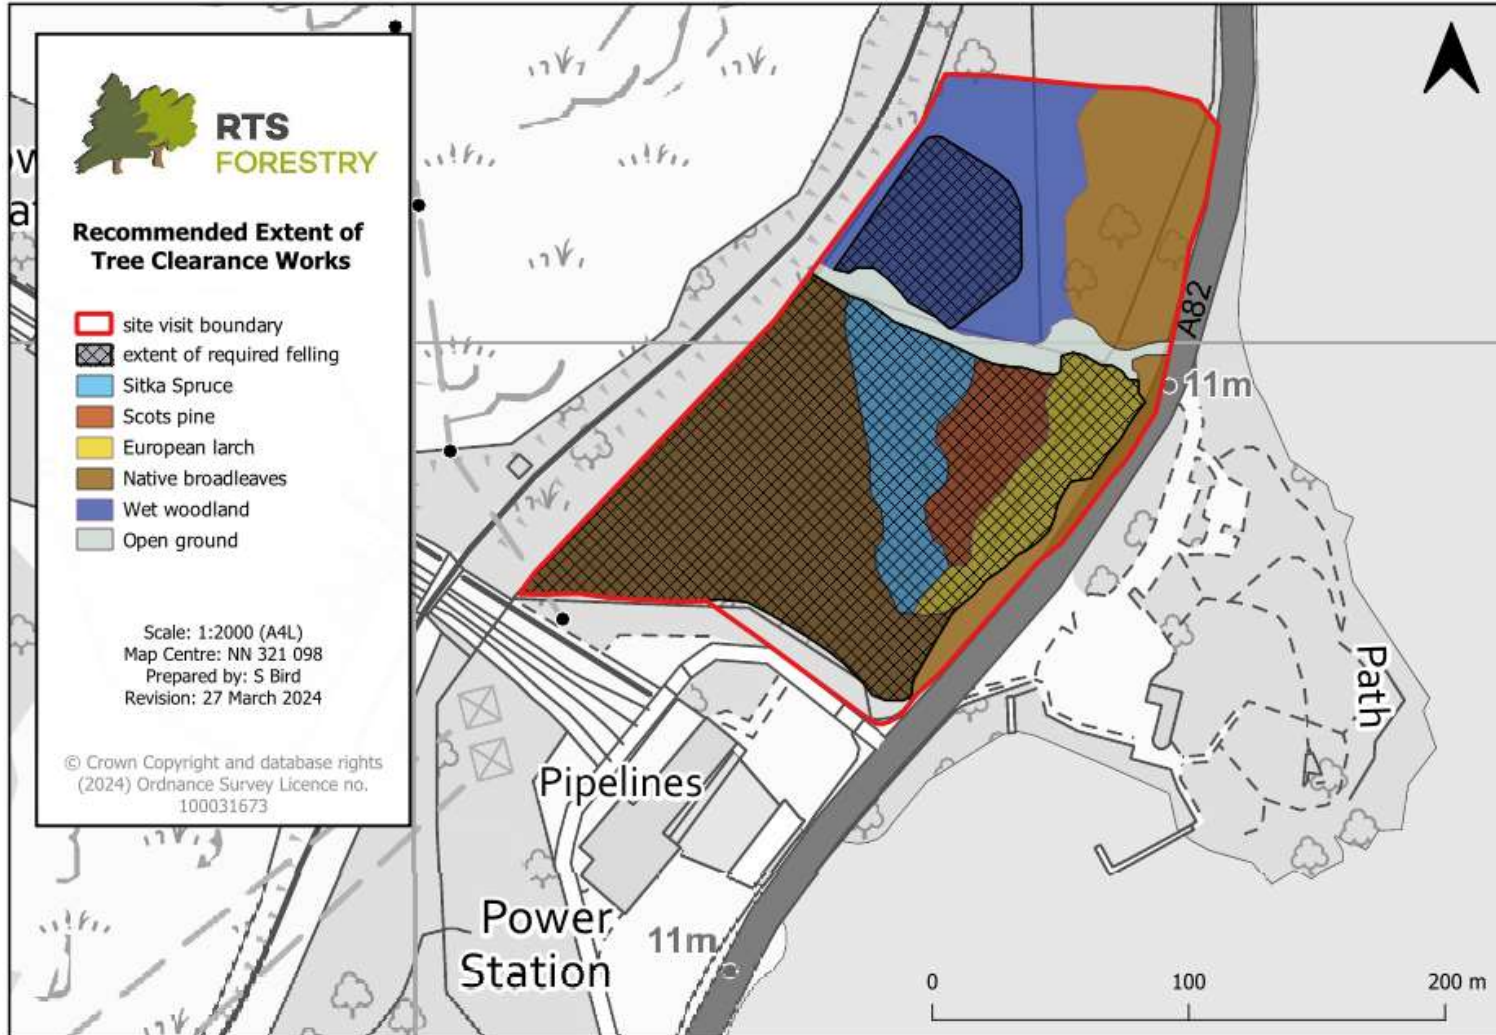 RTS
FORESTRY
Recommended Extent of
Tree Clearance Works
site visit boundary
extent of required felling
Sitka Spruce
Scots pine
European larch
Native broadleaves
Wet woodland
Open ground
Scale: 1:2000 (A4L)
Map Centre: NN 321 098
Prepared by: S Bird
Revision: 27 March 2024
© Crown Copyright and database rights
(2024) Ordnance Survey Licence no.
100031673
A82
11m
Path
Pipelines
Power
Station
11m
0 100 200 m